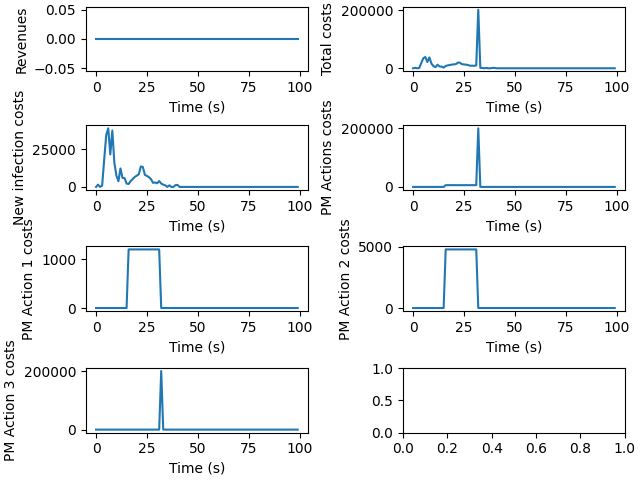 Revenues
0.05
0.00
−0.05
0 25 50 75 100
Time (s)
Total costs
200000
0
0 25 50 75 100
Time (s)
New infection costs
25000
0
0 25 50 75 100
Time (s)
PM Actions costs
200000
0
0 25 50 75 100
Time (s)
PM Action 1 costs
1000
0
0 25 50 75 100
Time (s)
PM Action 2 costs
5000
0
0 25 50 75 100
Time (s)
PM Action 3 costs
200000
0
0 25 50 75 100
Time (s)
1.0
0.5
0.0
0.0 0.2 0.4 0.6 0.8 1.0